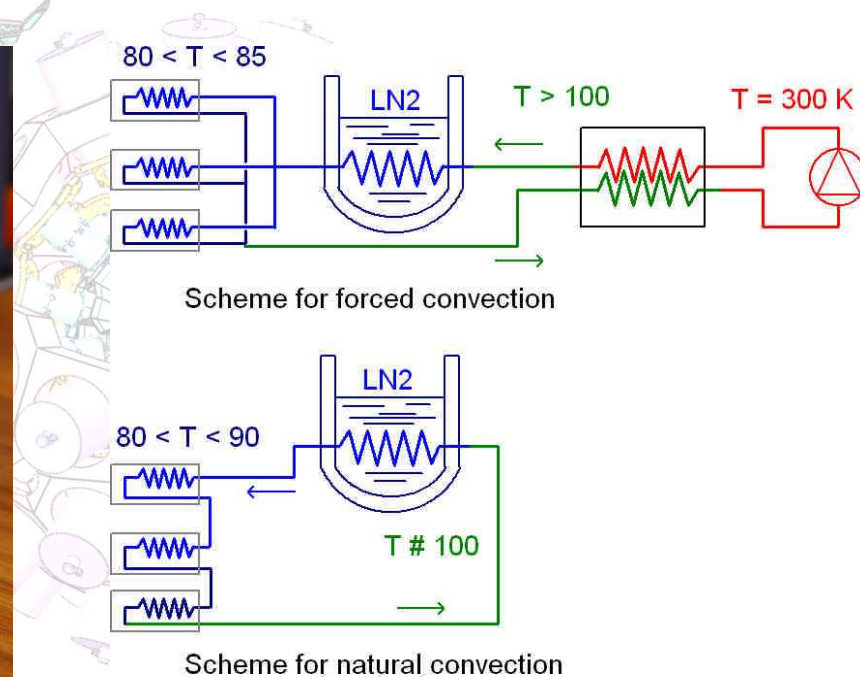 80 < T < 85
LN2
T > 100
T = 300 K
Scheme for forced convection
LN2
80 < T < 90
T # 100
Scheme for natural convection